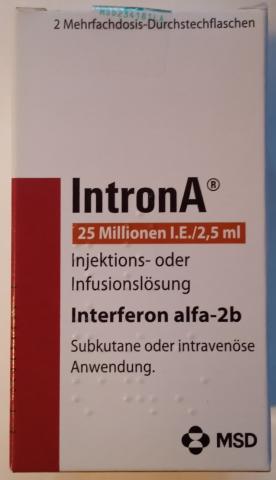 2 Mehrfachdosis-Durchstechflaschen
IntronA®
25 Millionen I.E./2,5 ml
Injektions- oder
Infusionslösung
Interferon alfa-2b
Subkutane oder intravenöse
Anwendung.
MSD